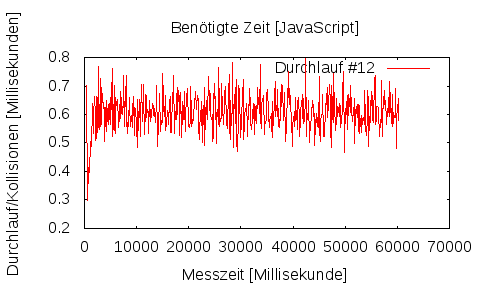 Benötigte Zeit [JavaScript]
Durchlauf/Kollisionen [Millisekunden]
Durchlauf #12
0.8
0.7
0.6
0.5
0.4
0.3
0.2
0 10000 20000 30000 40000 50000 60000 70000
Messzeit [Millisekunde]